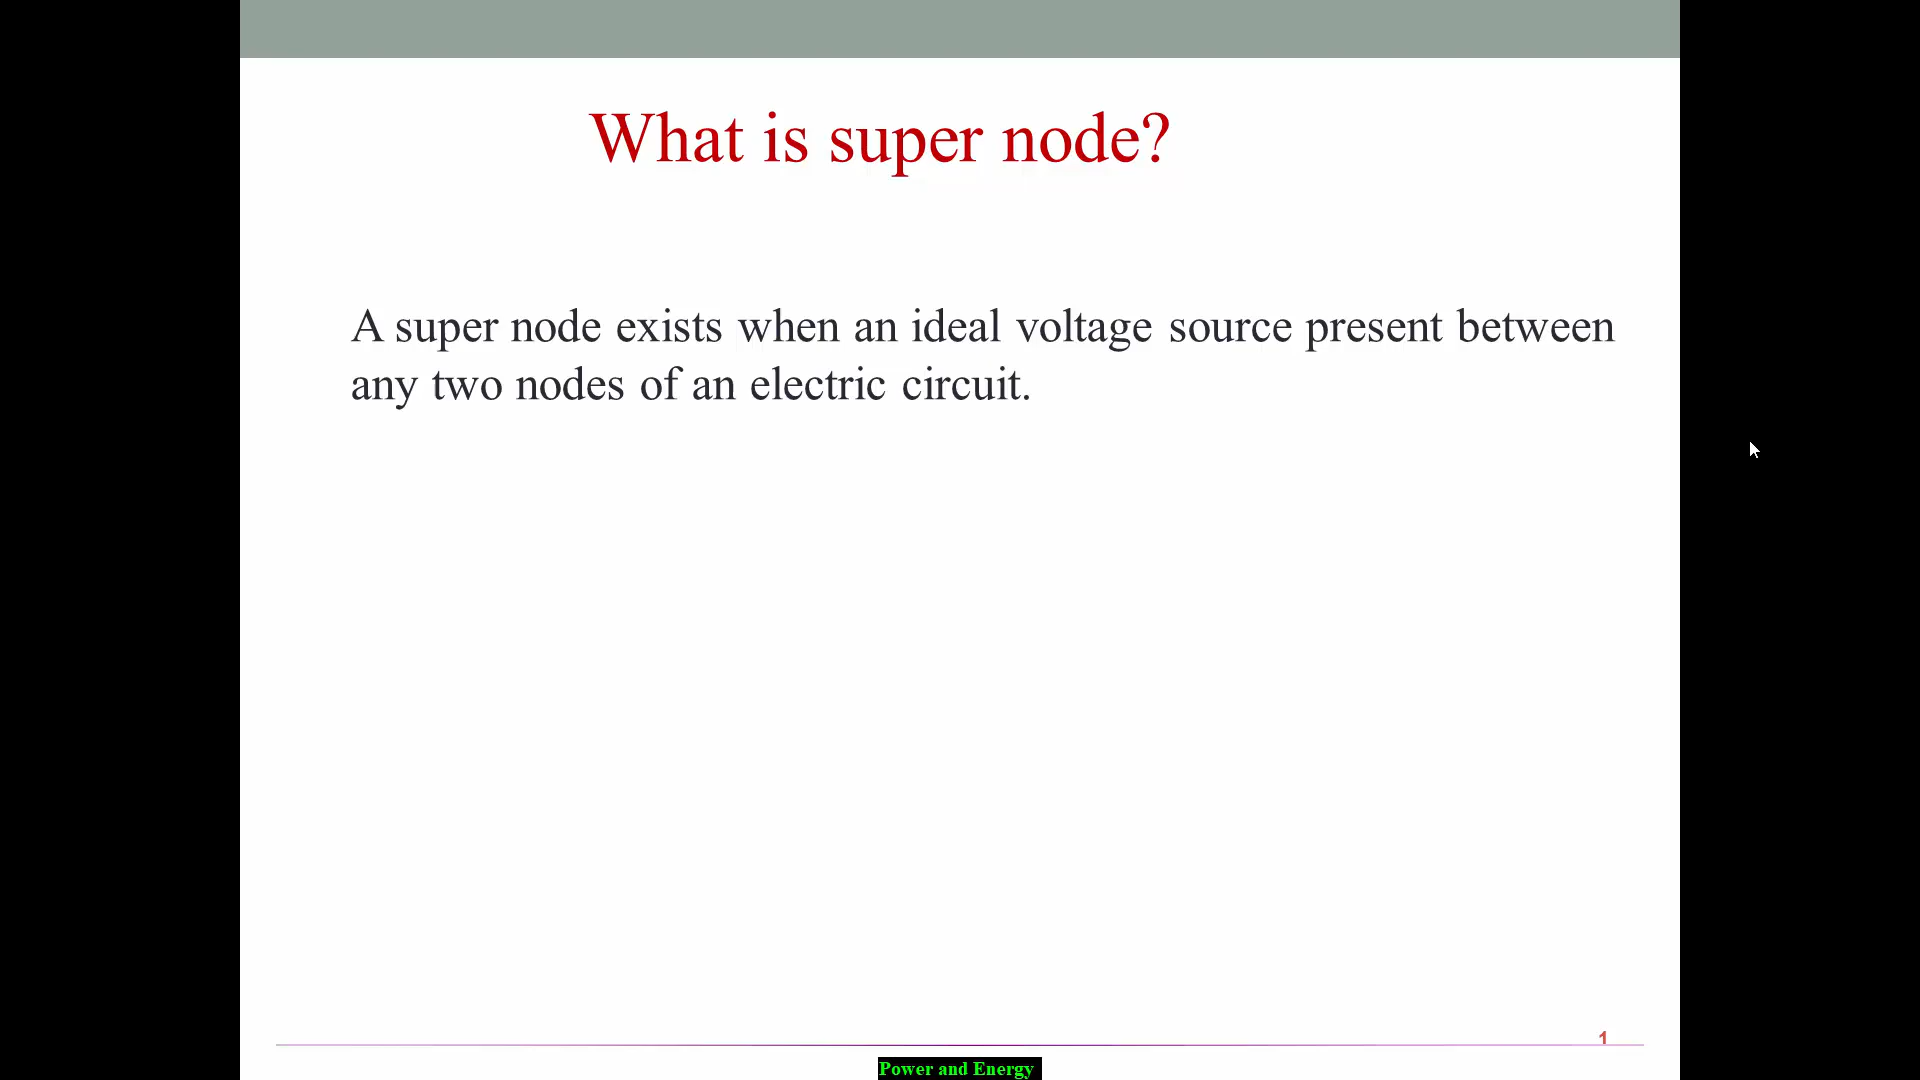 What is super node?
A super node exists when an ideal voltage source present between
any two nodes of an electric circuit.
1
Power and Energy